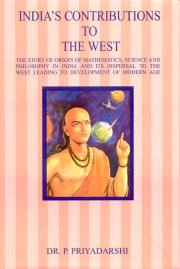 INDIA'S CONTRIBUTIONS
TO
THE WEST
THE STORY OF ORIGIN OF MATHEMATICS, SCIENCE AND
PHILOSOPHY IN INDIA AND ITS DISPERSAL TO THE
WEST LEADING TO DEVELOPMENT OF MODERN AGE
DR. P. PRIYADARSHI